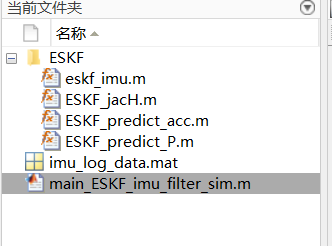 当前文件夹
名称
ESKF
eskf_imu.m
ESKF_jacH.m
ESKF_predict_acc.m
ESKF_predict_P.m
imu_log_data.mat
main_ESKF_imu_filter_sim.m